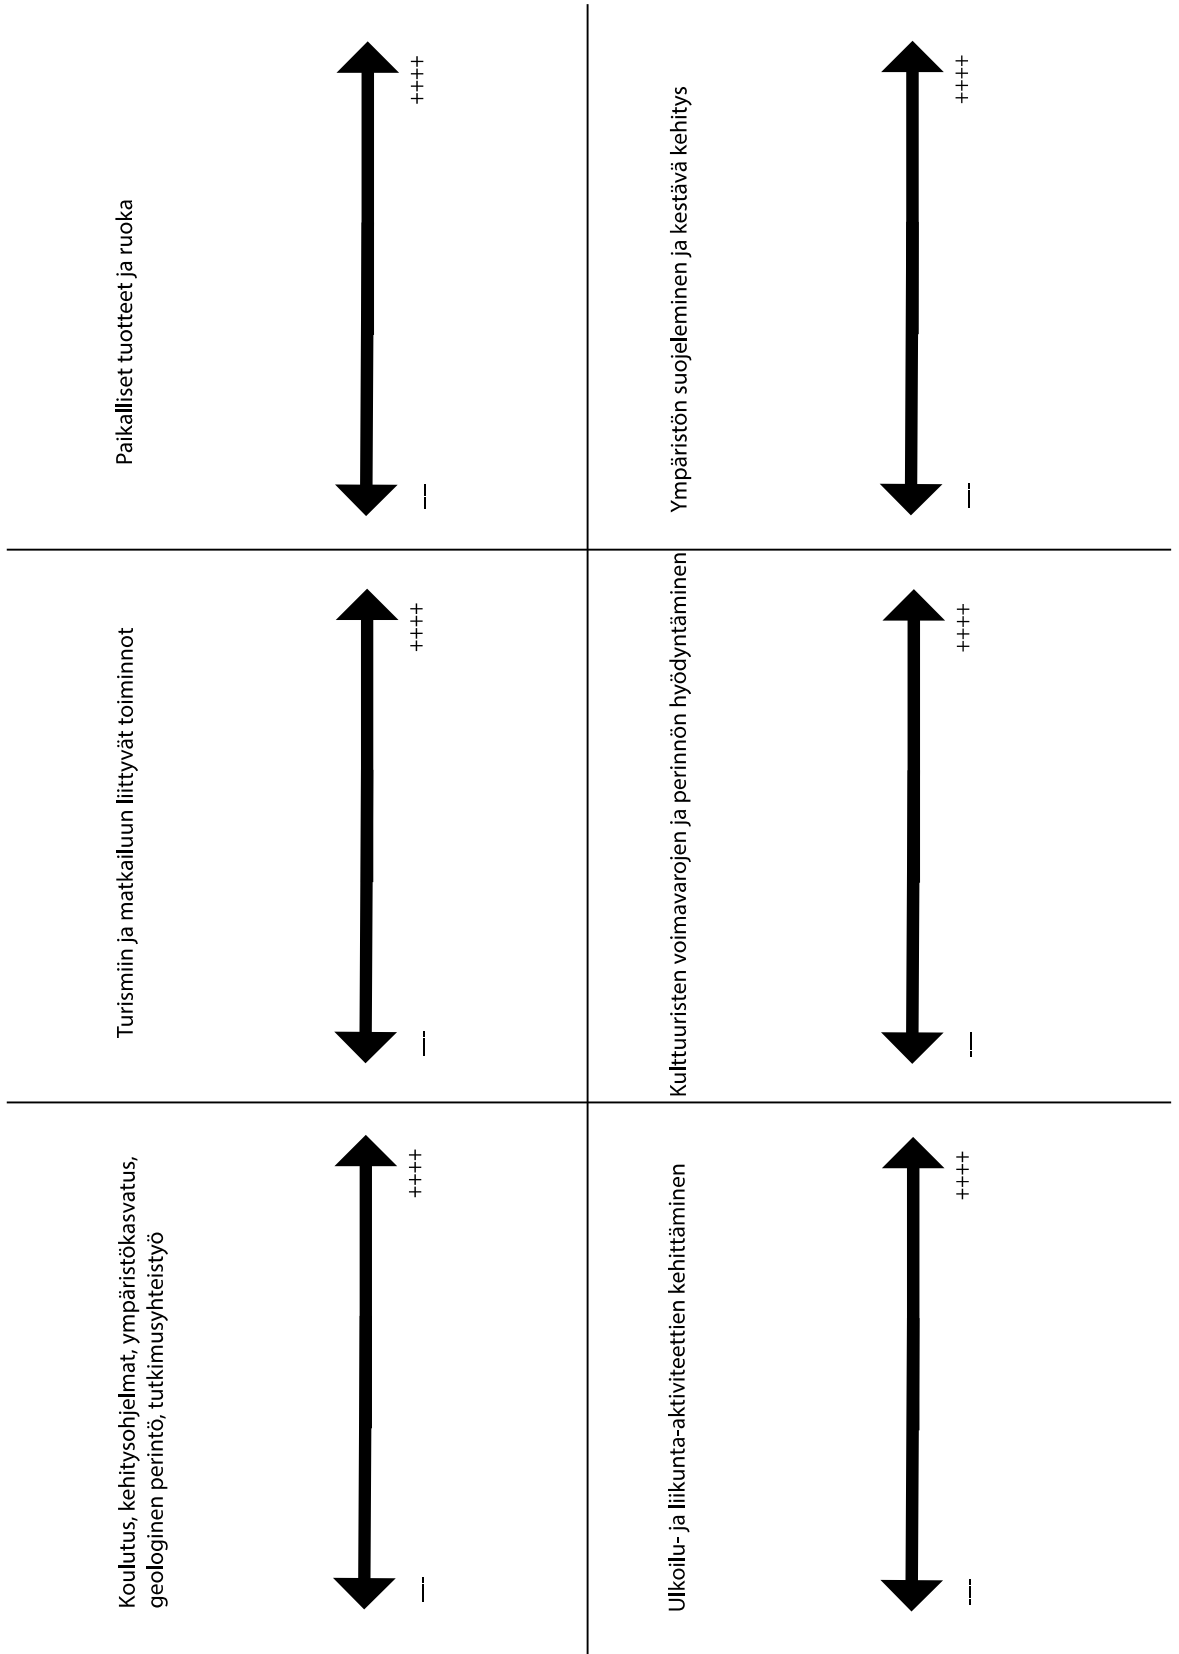 Koulutus, kehitysohjelmat, ympäristökasvatus,
geologinen perintö, tutkimusyhteistyö
---- ++++
Turismiin ja matkailuun liittyvät toiminnot
---- ++++
Paikalliset tuotteet ja ruoka
---- ++++
Ulkoilu- ja liikunta-aktiviteettien kehittäminen
---- ++++
Kulttuuristen voimavarojen ja perinnön hyödyntäminen
---- ++++
Ympäristön suojeleminen ja kestävä kehitys
---- ++++